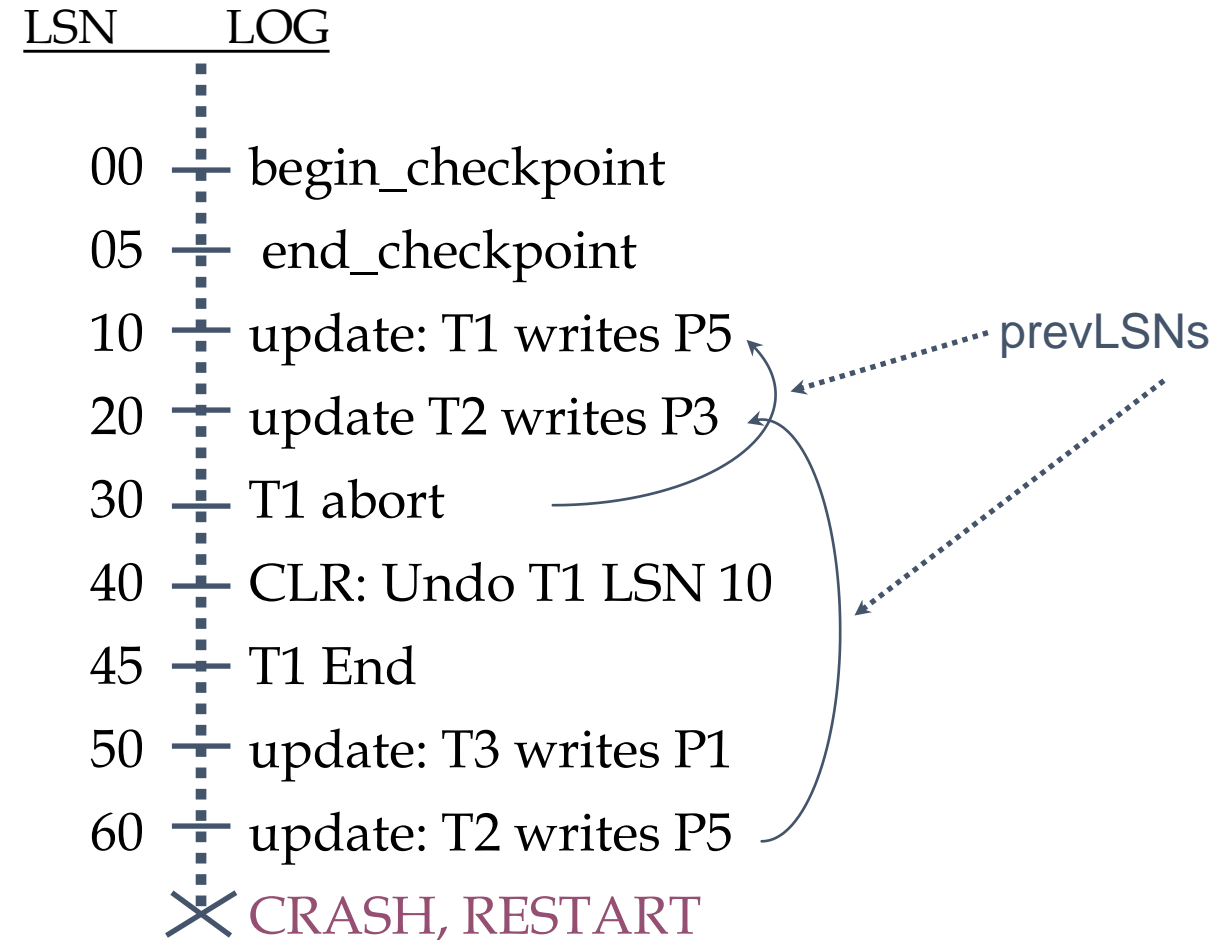 LSN LOG
00 begin_checkpoint
05 end_checkpoint
10 update: T1 writes P5
prevLSNs
20 update T2 writes P3
30 T1 abort
40 CLR: Undo T1 LSN 10
45 T1 End
50 update: T3 writes P1
60 update: T2 writes P5
CRASH, RESTART